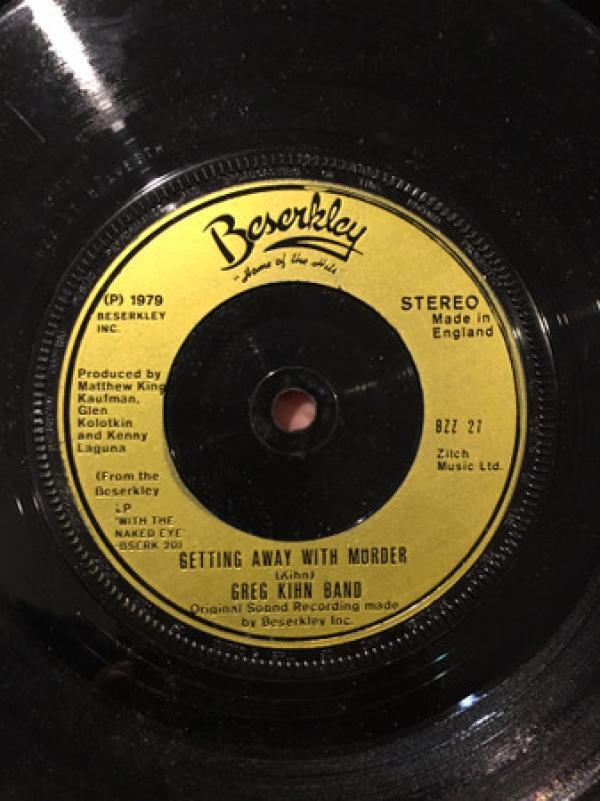 Beserkley
"Home of the Hits"
(P) 1979
BESERKLEY
INC.
STEREO
Made in
England
Produced by
Matthew King
Kaufman,
Glen
Kolotkin
and Kenny
Laguna
BZZ 27
Zilch
Music Ltd.
(From the
Beserkley
LP
'WITH THE
NAKED EYE'
BSERK 20)
GETTING AWAY WITH MURDER
(Kihn)
GREG KIHN BAND
Original Sound Recording made
by Beserkley Inc.